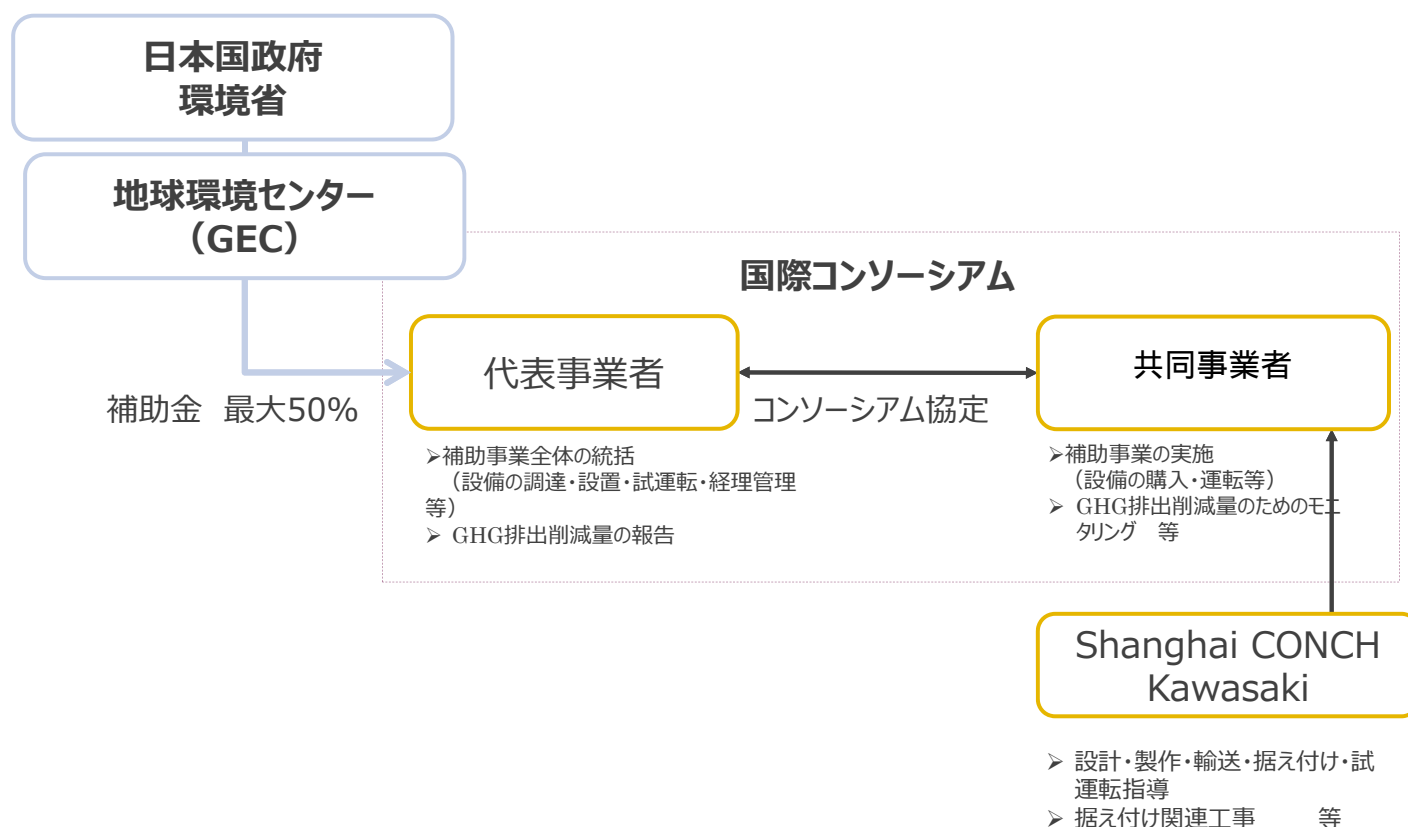 日本国政府
環境省
地球環境センター
（GEC）
国際コンソーシアム
代表事業者
共同事業者
補助金 最大50%
コンソーシアム協定
➢補助事業全体の統括
（設備の調達・設置・試運転・経理管理
等）
➢ GHG排出削減量の報告
➢補助事業の実施
（設備の購入・運転等）
➢ GHG排出削減量のためのモニ
タリング 等
Shanghai CONCH
Kawasaki
➢ 設計・製作・輸送・据え付け・試
運転指導
➢ 据え付け関連工事 等